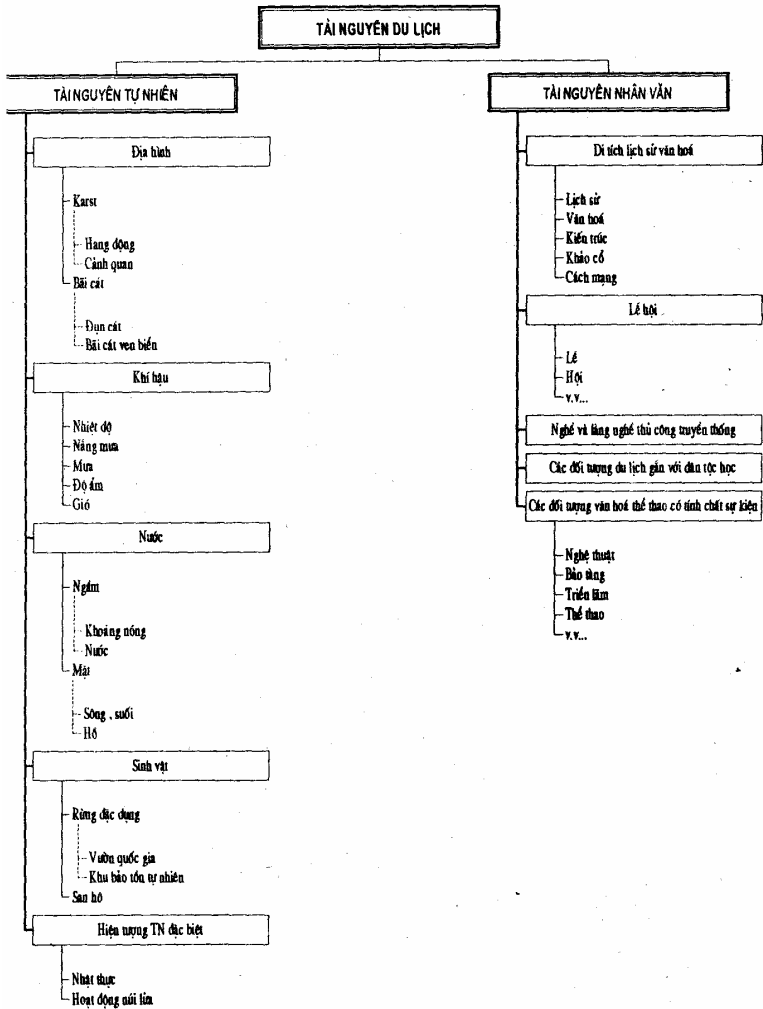 TÀI NGUYÊN DU LỊCH
TÀI NGUYÊN TỰ NHIÊN
Địa hình
Karst
Hang động
Cảnh quan
Bãi cát
Đụn cát
Bãi cát ven biển
Khí hậu
Nhiệt độ
Nắng mưa
Mưa
Độ ẩm
Gió
Nước
Ngầm
Khoáng nóng
Nước
Mặt
Sông , suối
Hồ
Sinh vật
Rừng đặc dụng
Vườn quốc gia
Khu bảo tồn tự nhiên
San hô
Hiện tượng TN đặc biệt
Nhật thực
Hoạt động núi lửa
TÀI NGUYÊN NHÂN VĂN
Di tích lịch sử văn hoá
Lịch sử
Văn hoá
Kiến trúc
Khảo cổ
Cách mạng
Lễ hội
Lễ
Hội
v.v...
Nghề và làng nghề thủ công truyền thống
Các đối tượng du lịch gắn với dân tộc học
Các đối tượng văn hoá thể thao có tính chất sự kiện
Nghệ thuật
Bảo tàng
Triển lãm
Thể thao
v.v...